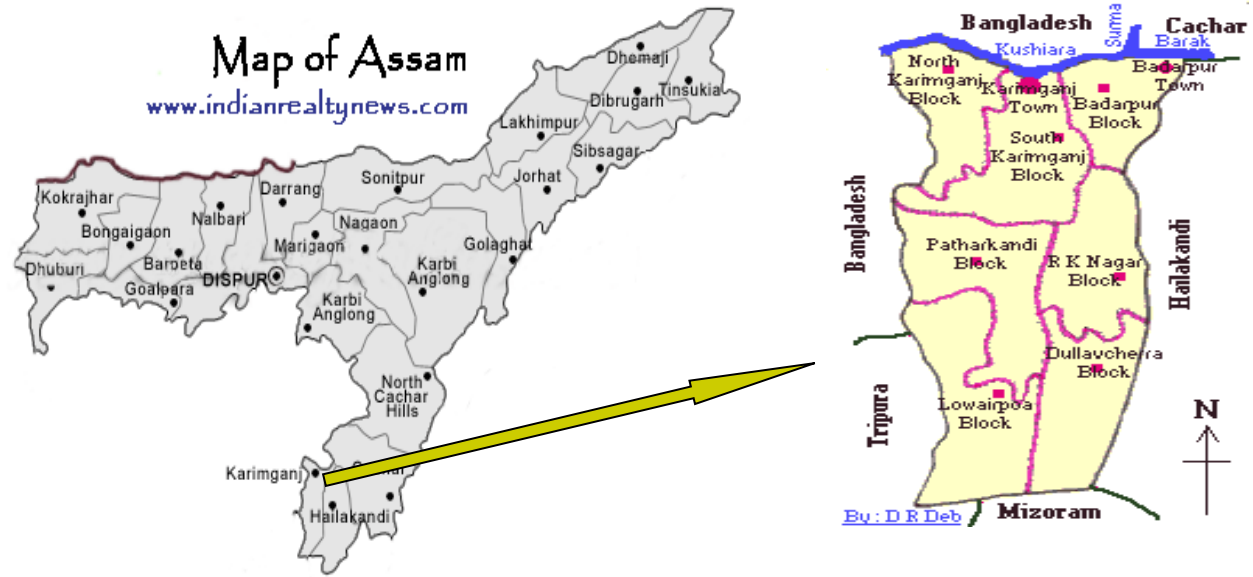 Map of Assam
www.indianrealtynews.com
Dhemaji
Tinsukia
Dibrugarh
Lakhimpur
Sibsagar
Jorhat
Sonitpur
Darrang
Kokrajhar
Nalbari
Nagaon
Bongaigaon
Marigaon
Golaghat
Barpeta
Dhuburi
DISPUR
Karbi
Anglong
Goalpara
Karbi
Anglong
North
Cachar
Hills
Karimganj
Hailakandi
Bangladesh
Cachar
Surma
Kushiara
Barak
North
Karimganj
Block
Karimganj
Town
Badarpur
Town
Badarpur
Block
South
Karimganj
Block
Bangladesh
Hailakandi
Patharkandi
Block
R K Nagar
Block
Dullavcherra
Block
Lowairpoa
Block
Tripura
N
Mizoram
By : D R Deb